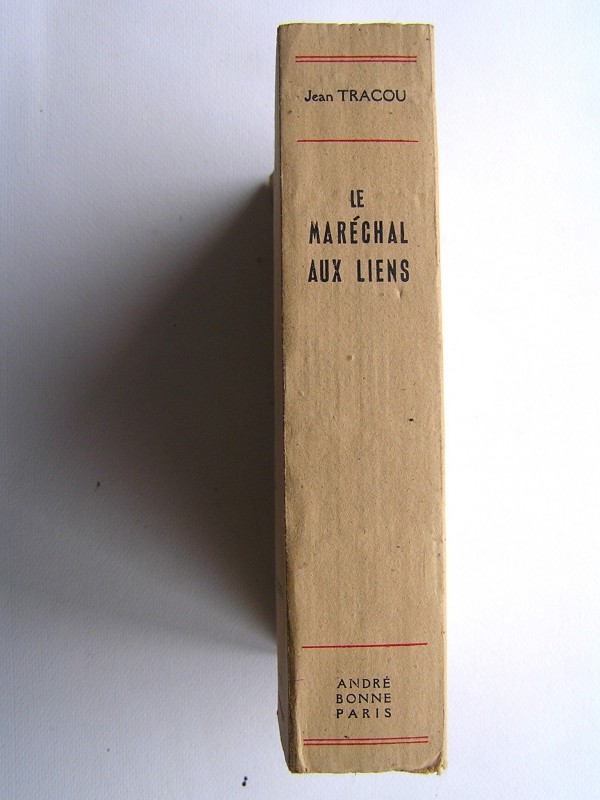 Jean TRACOU
LE
MARÉCHAL
AUX LIENS
ANDRÉ
BONNE
PARIS